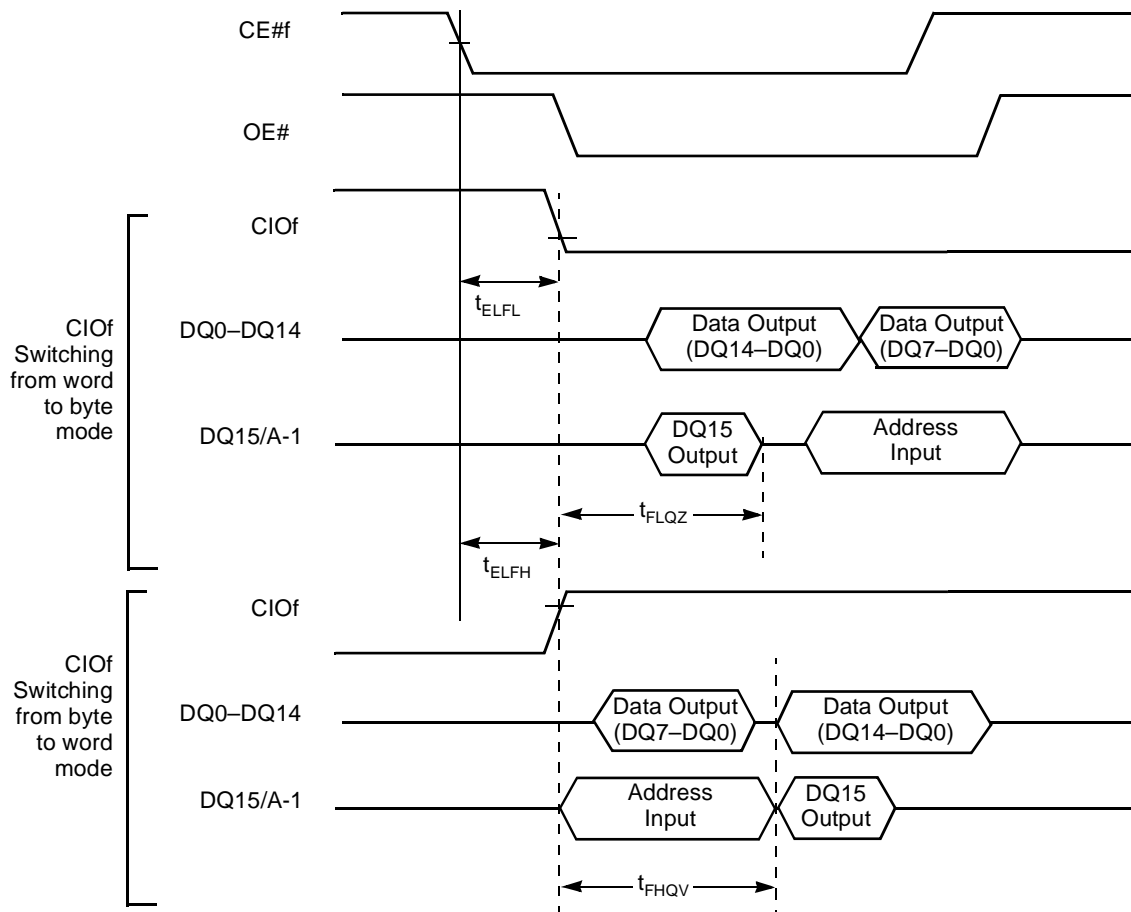 CE#f
OE#
CIOf
Switching
from word
to byte
mode
CIOf
tELFL
DQ0–DQ14
Data Output
(DQ14–DQ0)
Data Output
(DQ7–DQ0)
DQ15/A-1
DQ15
Output
Address
Input
tFLQZ
tELFH
CIOf
Switching
from byte
to word
mode
CIOf
DQ0–DQ14
Data Output
(DQ7–DQ0)
Data Output
(DQ14–DQ0)
DQ15/A-1
Address
Input
DQ15
Output
tFHQV